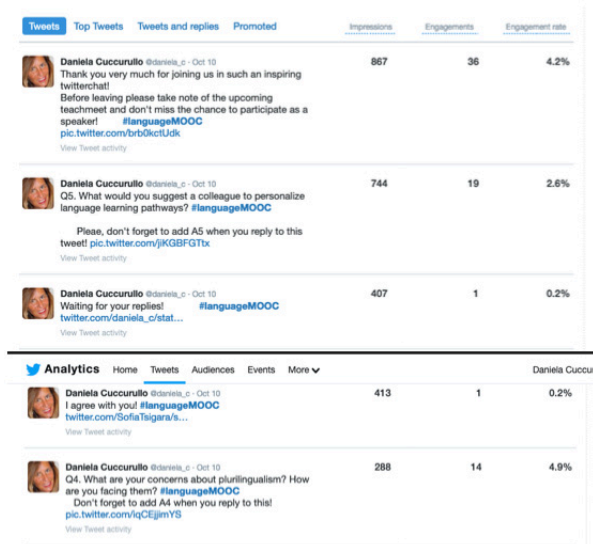 Tweets Top Tweets Tweets and replies Promoted Impressions Engagements Engagement rate
Daniela Cuccurullo @daniela_c · Oct 10 867 36 4.2%
Thank you very much for joining us in such an inspiring
twitterchat!
Before leaving please take note of the upcoming
teachmeet and don't miss the chance to participate as a
speaker! #languageMOOC
pic.twitter.com/brb0kctUdk
View Tweet activity
Daniela Cuccurullo @daniela_c · Oct 10 744 19 2.6%
Q5. What would you suggest a colleague to personalize
language learning pathways? #languageMOOC
Pleae, don't forget to add A5 when you reply to this
tweet! pic.twitter.com/jiKGBFGTtx
View Tweet activity
Daniela Cuccurullo @daniela_c · Oct 10 407 1 0.2%
Waiting for your replies! #languageMOOC
twitter.com/daniela_c/stat...
View Tweet activity
Analytics Home Tweets Audiences Events More Daniela Cuccu
Daniela Cuccurullo @daniela_c · Oct 10 413 1 0.2%
I agree with you! #languageMOOC
twitter.com/SofiaTsigara/s...
View Tweet activity
Daniela Cuccurullo @daniela_c · Oct 10 288 14 4.9%
Q4. What are your concerns about plurilingualism? How
are you facing them? #languageMOOC
Don't forget to add A4 when you reply to this!
pic.twitter.com/iqCEjjimYS
View Tweet activity